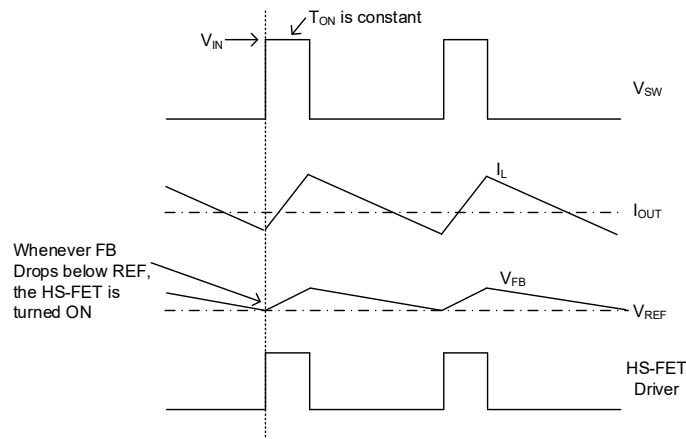 T_ON is constant
V_IN
V_SW
I_L
I_OUT
Whenever FB
Drops below REF,
the HS-FET is
turned ON
V_FB
V_REF
HS-FET
Driver